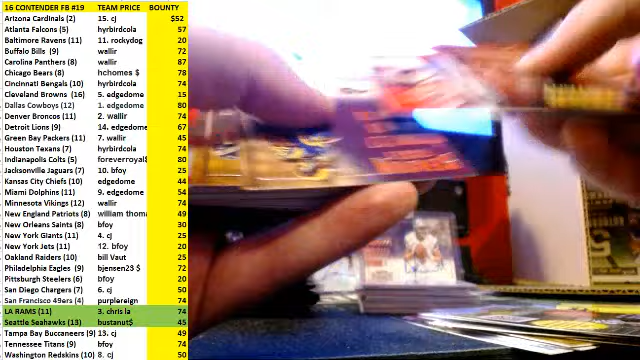 16 CONTENDER FB #19 TEAM PRICE BOUNTY
Arizona Cardinals (2) 15. cj $52
Atlanta Falcons (8) hyrbirdcola 57
Baltimore Ravens (11) 11. rockydog 20
Buffalo Bills (9) wallir 72
Carolina Panthers (8) wallir 87
Chicago Bears (8) hchomes $ 78
Cincinnati Bengals (10) hyrbirdcola 74
Cleveland Browns (16) 5. edgedome 15
Dallas Cowboys (12) 1. edgedome 80
Denver Broncos (11) 2. wallir 74
Detroit Lions (9) 14. edgedome 67
Green Bay Packers (11) 7. wallir 45
Houston Texans (7) hyrbirdcola 74
Indianapolis Colts (5) foreverroyal$ 80
Jacksonville Jaguars (7) 10. bfoy 25
Kansas City Chiefs (10) edgedome 44
Miami Dolphins (11) 9. edgedome 54
Minnesota Vikings (12) wallir 74
New England Patriots (8) william thoma 49
New Orleans Saints (8) bfoy 30
New York Giants (11) 4. cj 25
New York Jets (11) 12. bfoy 20
Oakland Raiders (10) bill Vaut 25
Philadelphia Eagles (9) bjensen23 $ 72
Pittsburgh Steelers (6) bfoy 20
San Diego Chargers (7) 6. cj 50
San Francisco 49ers (4) purplereign 74
LA RAMS (11) 3. chris la 74
Seattle Seahawks (13) bustanut$ 45
Tampa Bay Buccaneers (9) 13. cj 49
Tennessee Titans (9) bfoy 74
Washington Redskins (10) 8. cj 50